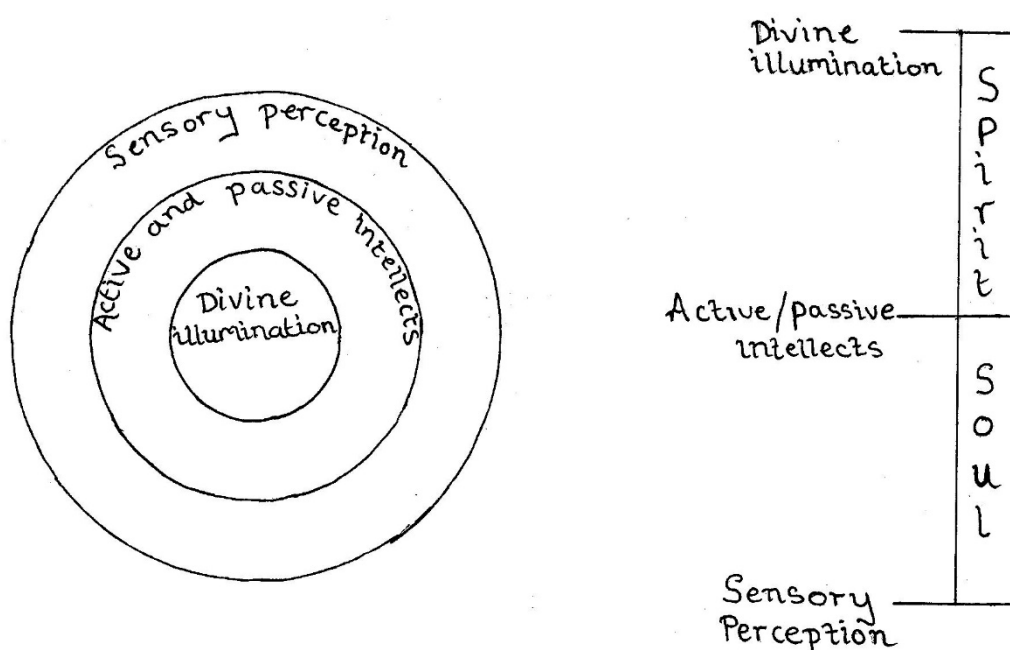 Sensory perception
Active and passive intellects
Divine
illumination
Divine
illumination
Spirit
Active/passive
intellects
Soul
Sensory
Perception